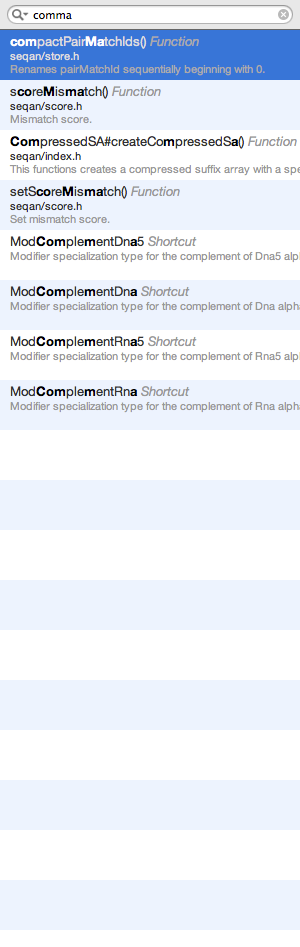 comma
compactPairMatchIds() Function
seqan/store.h
Renames pairMatchId sequentially beginning with 0.
scoreMismatch() Function
seqan/score.h
Mismatch score.
CompressedSA#createCompressedSa() Function
seqan/index.h
This functions creates a compressed suffix array with a spe
setScoreMismatch() Function
seqan/score.h
Set mismatch score.
ModComplementDna5 Shortcut
Modifier specialization type for the complement of Dna5 alp
ModComplementDna Shortcut
Modifier specialization type for the complement of Dna alpha
ModComplementRna5 Shortcut
Modifier specialization type for the complement of Rna5 alp
ModComplementRna Shortcut
Modifier specialization type for the complement of Rna alpha